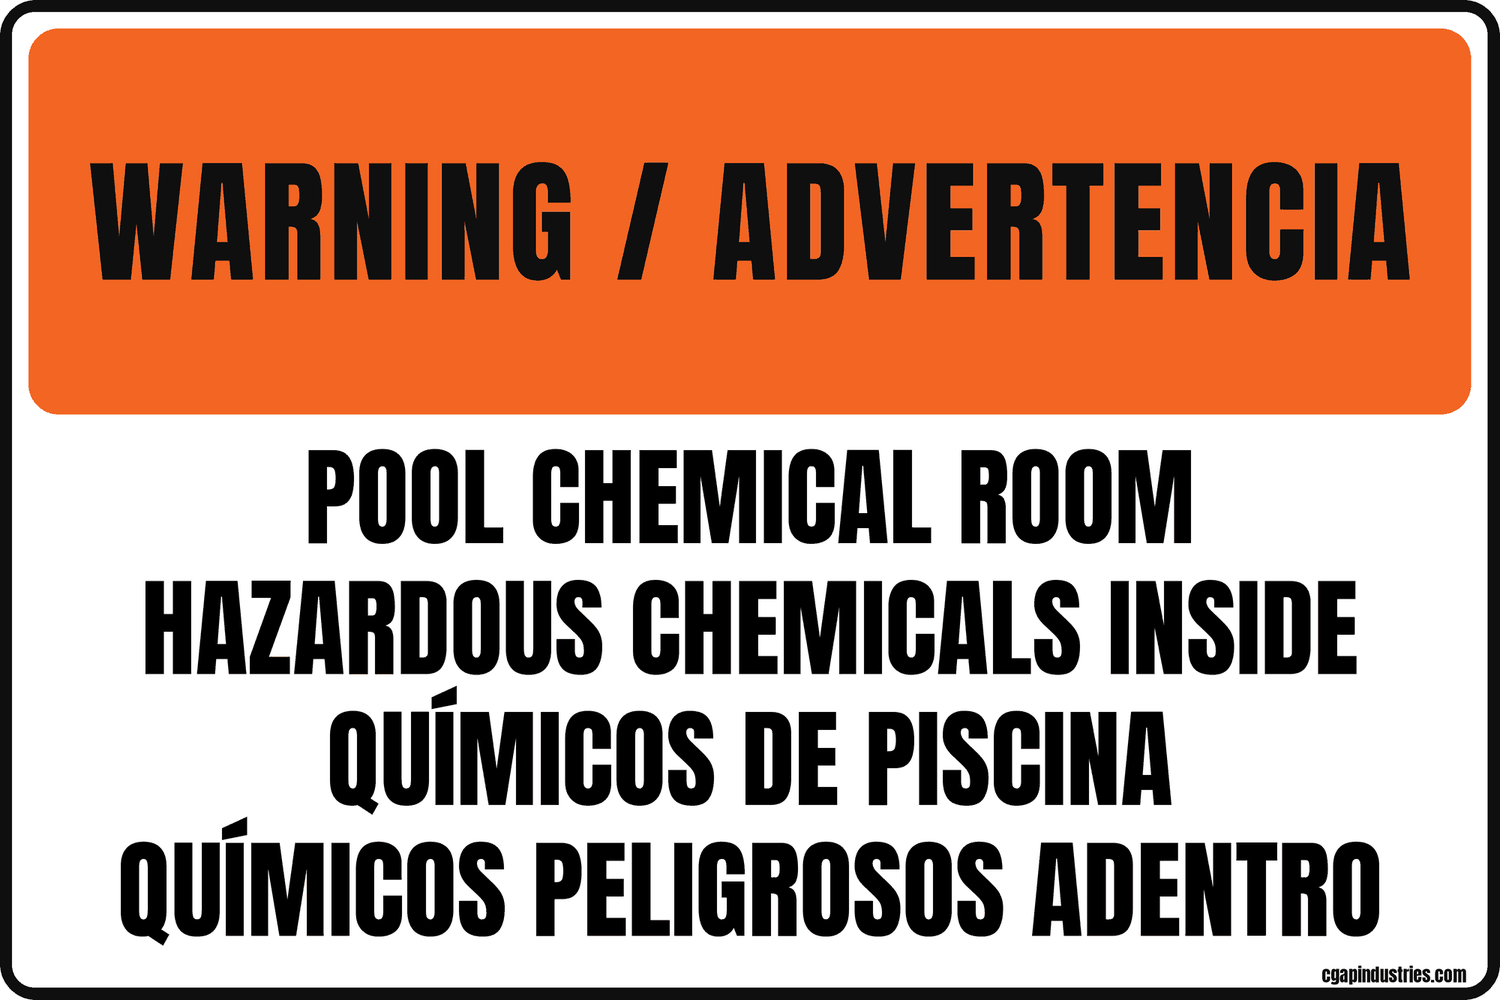 WARNING / ADVERTENCIA
POOL CHEMICAL ROOM
HAZARDOUS CHEMICALS INSIDE
QUÍMICOS DE PISCINA
QUÍMICOS PELIGROSOS ADENTRO
cgapindustries.com